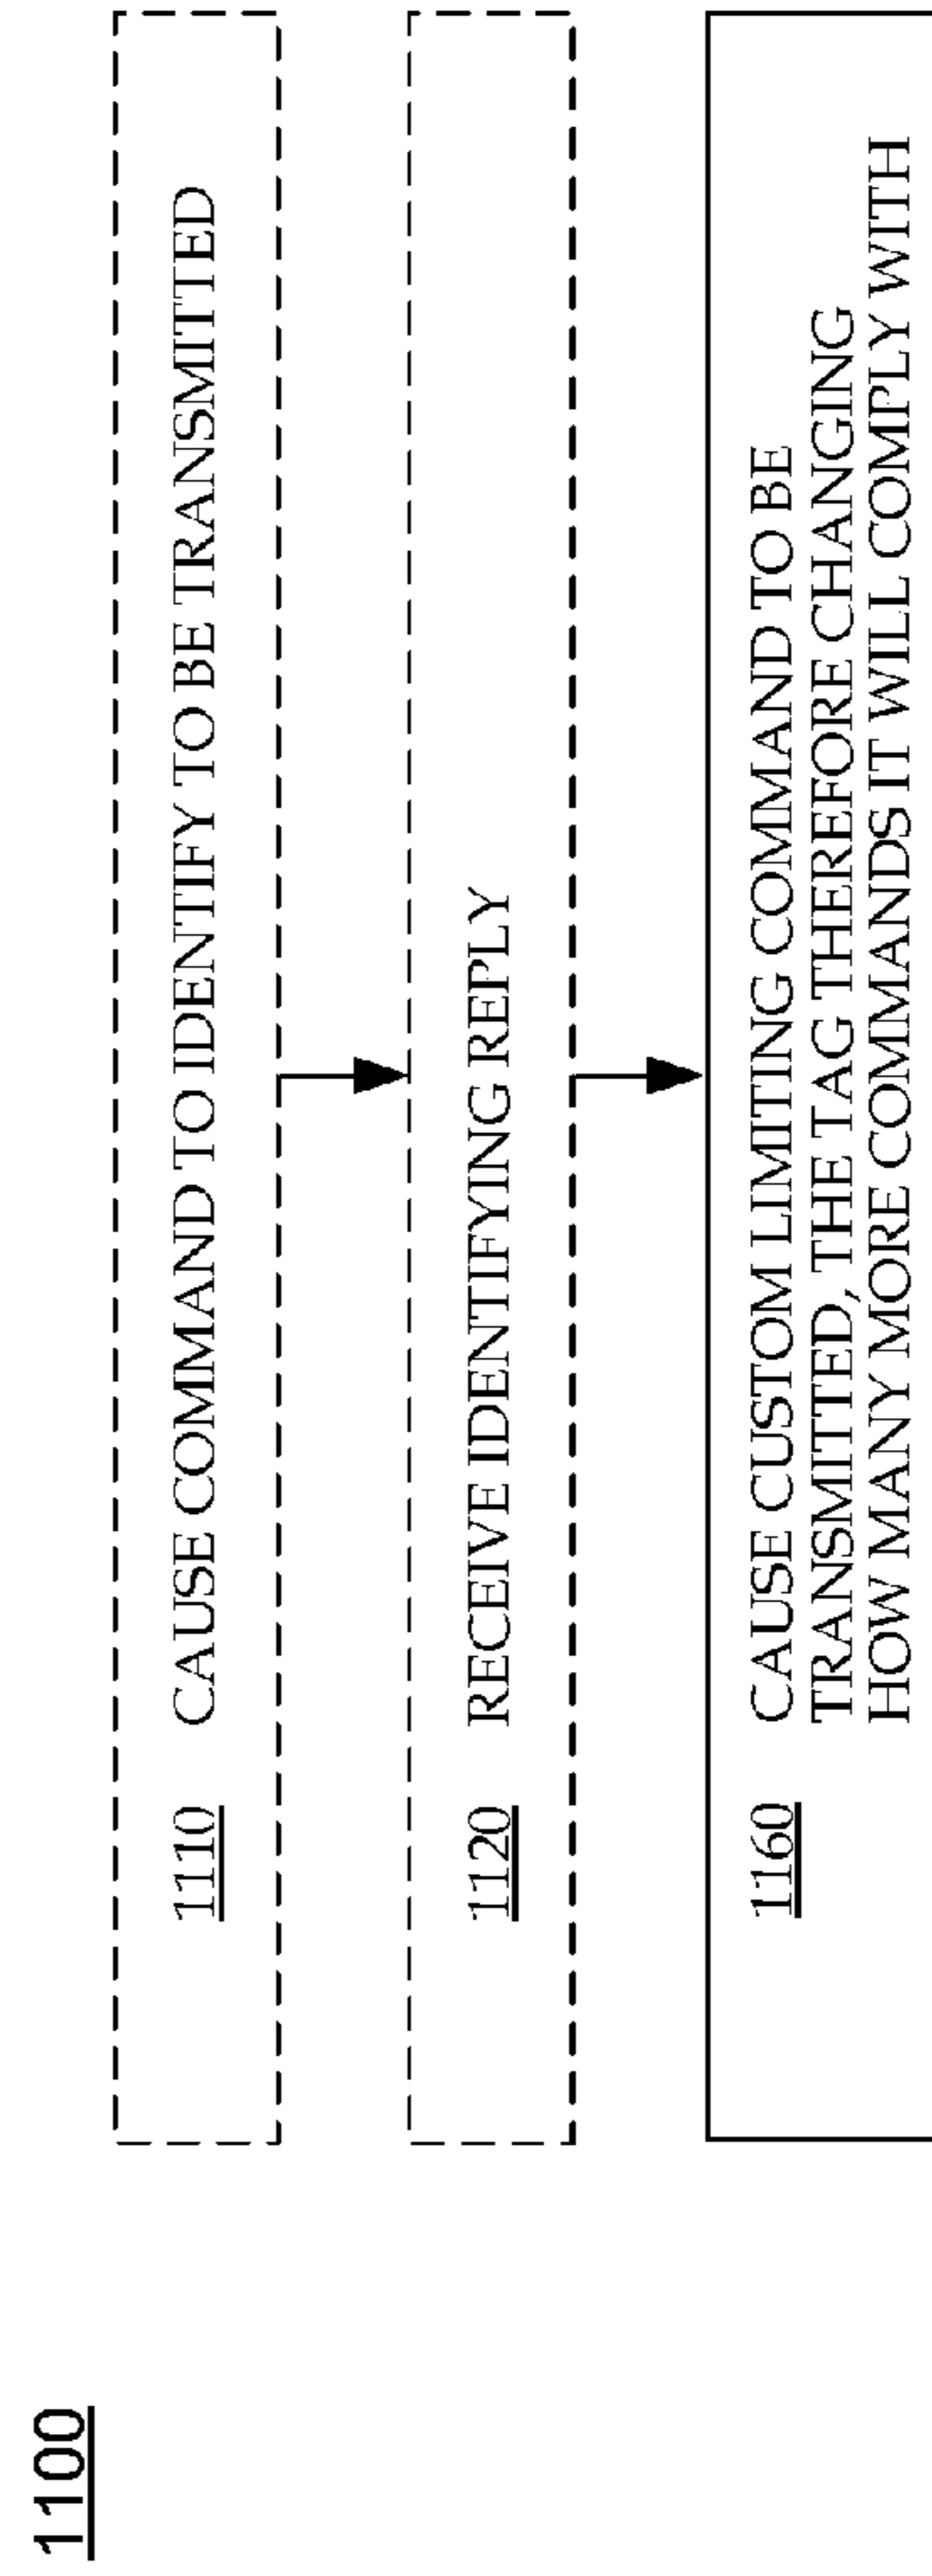 1100
1110 CAUSE COMMAND TO IDENTIFY TO BE TRANSMITTED
1120 RECEIVE IDENTIFYING REPLY
1160 CAUSE CUSTOM LIMITING COMMAND TO BE
TRANSMITTED, THE TAG THEREFORE CHANGING
HOW MANY MORE COMMANDS IT WILL COMPLY WITH